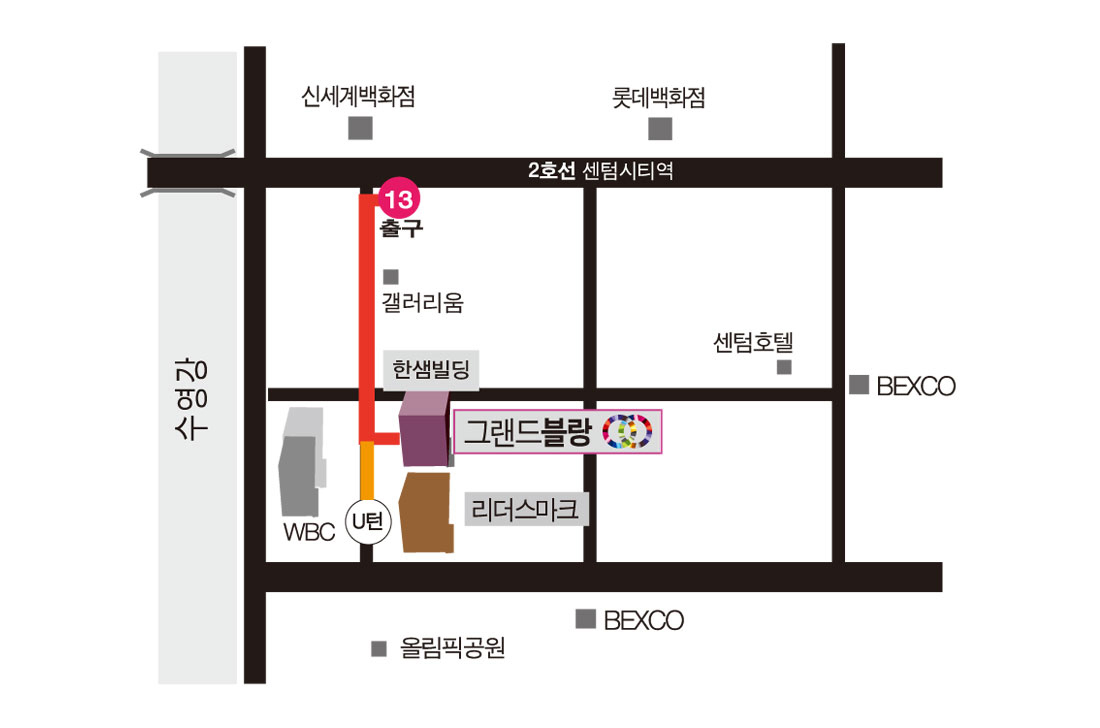 신세계백화점
롯데백화점
2호선 센텀시티역
13
출구
갤러리움
센텀호텔
한샘빌딩
BEXCO
수영강
그랜드블랑
리더스마크
U턴
WBC
BEXCO
올림픽공원